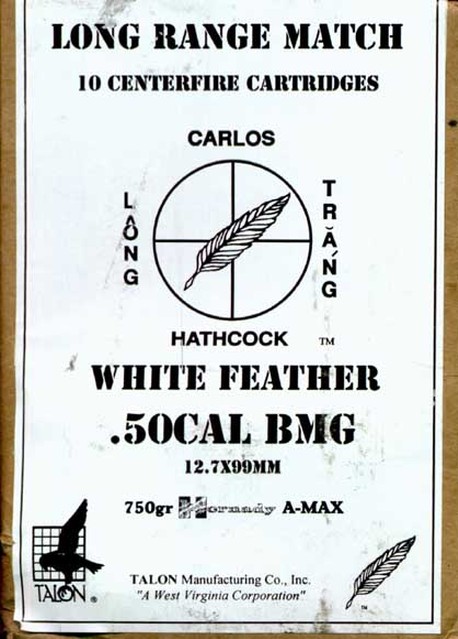 LONG RANGE MATCH
10 CENTERFIRE CARTRIDGES
CARLOS
LÔNG
TRẮNG
HATHCOCK ™
WHITE FEATHER
.50CAL BMG
12.7X99MM
750gr Hornady A-MAX
TALON ®
TALON Manufacturing Co., Inc.
"A West Virginia Corporation"
™